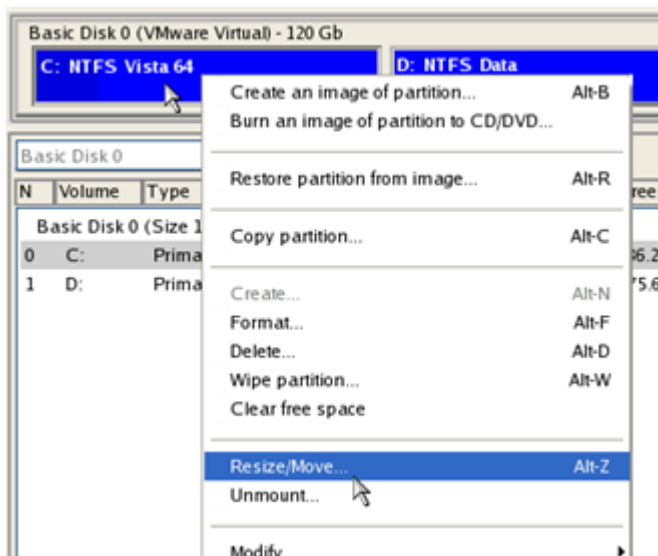 Basic Disk 0 (VMware Virtual) - 120 Gb
C: NTFS Vista 64
D: NTFS Data
Create an image of partition... Alt-B
Burn an image of partition to CD/DVD...
Basic Disk 0
Restore partition from image... Alt-R
N Volume Type
Basic Disk 0 (Size 1
Copy partition... Alt-C
0 C: Prima
1 D: Prima
Create... Alt-N
Format... Alt-F
Delete... Alt-D
Wipe partition... Alt-W
Clear free space
Resize/Move... Alt-Z
Unmount...
Modify